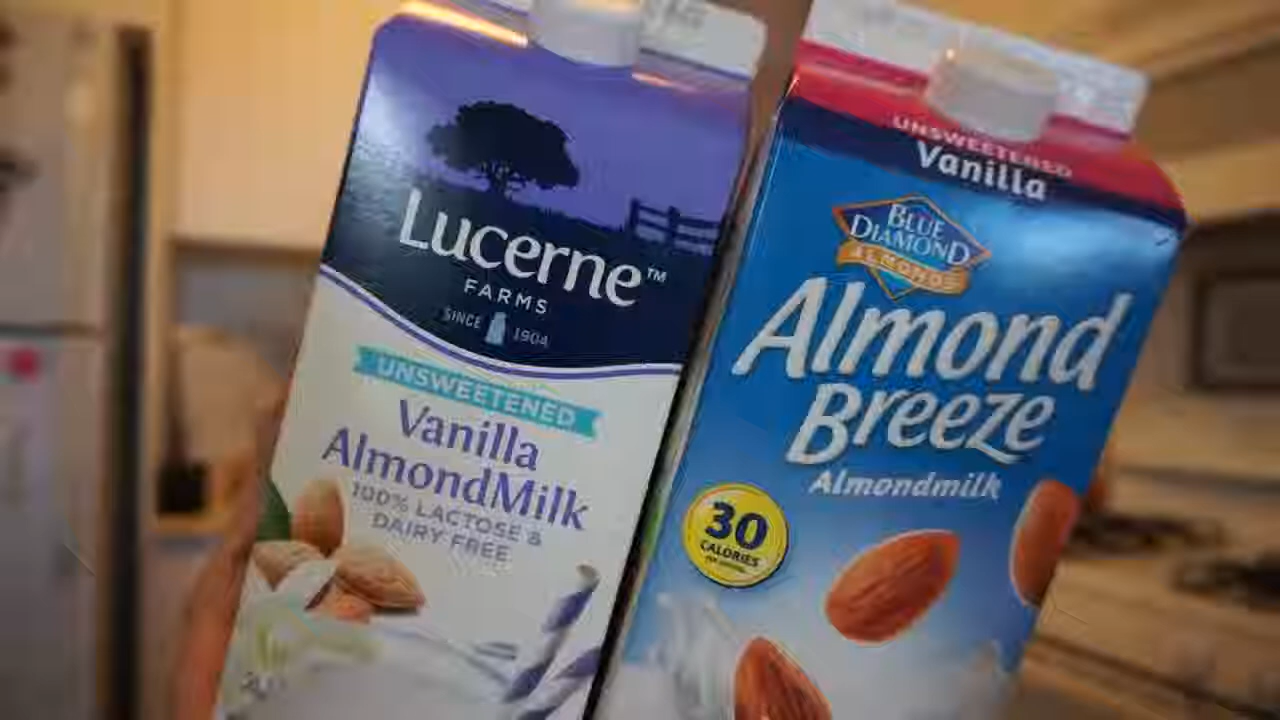 Lucerne™
FARMS
SINCE 1904
UNSWEETENED
Vanilla
AlmondMilk
100% LACTOSE &
DAIRY FREE
UNSWEETENED
Vanilla
BLUE
DIAMOND
ALMONDS
Almond
Breeze
Almondmilk
30
CALORIES